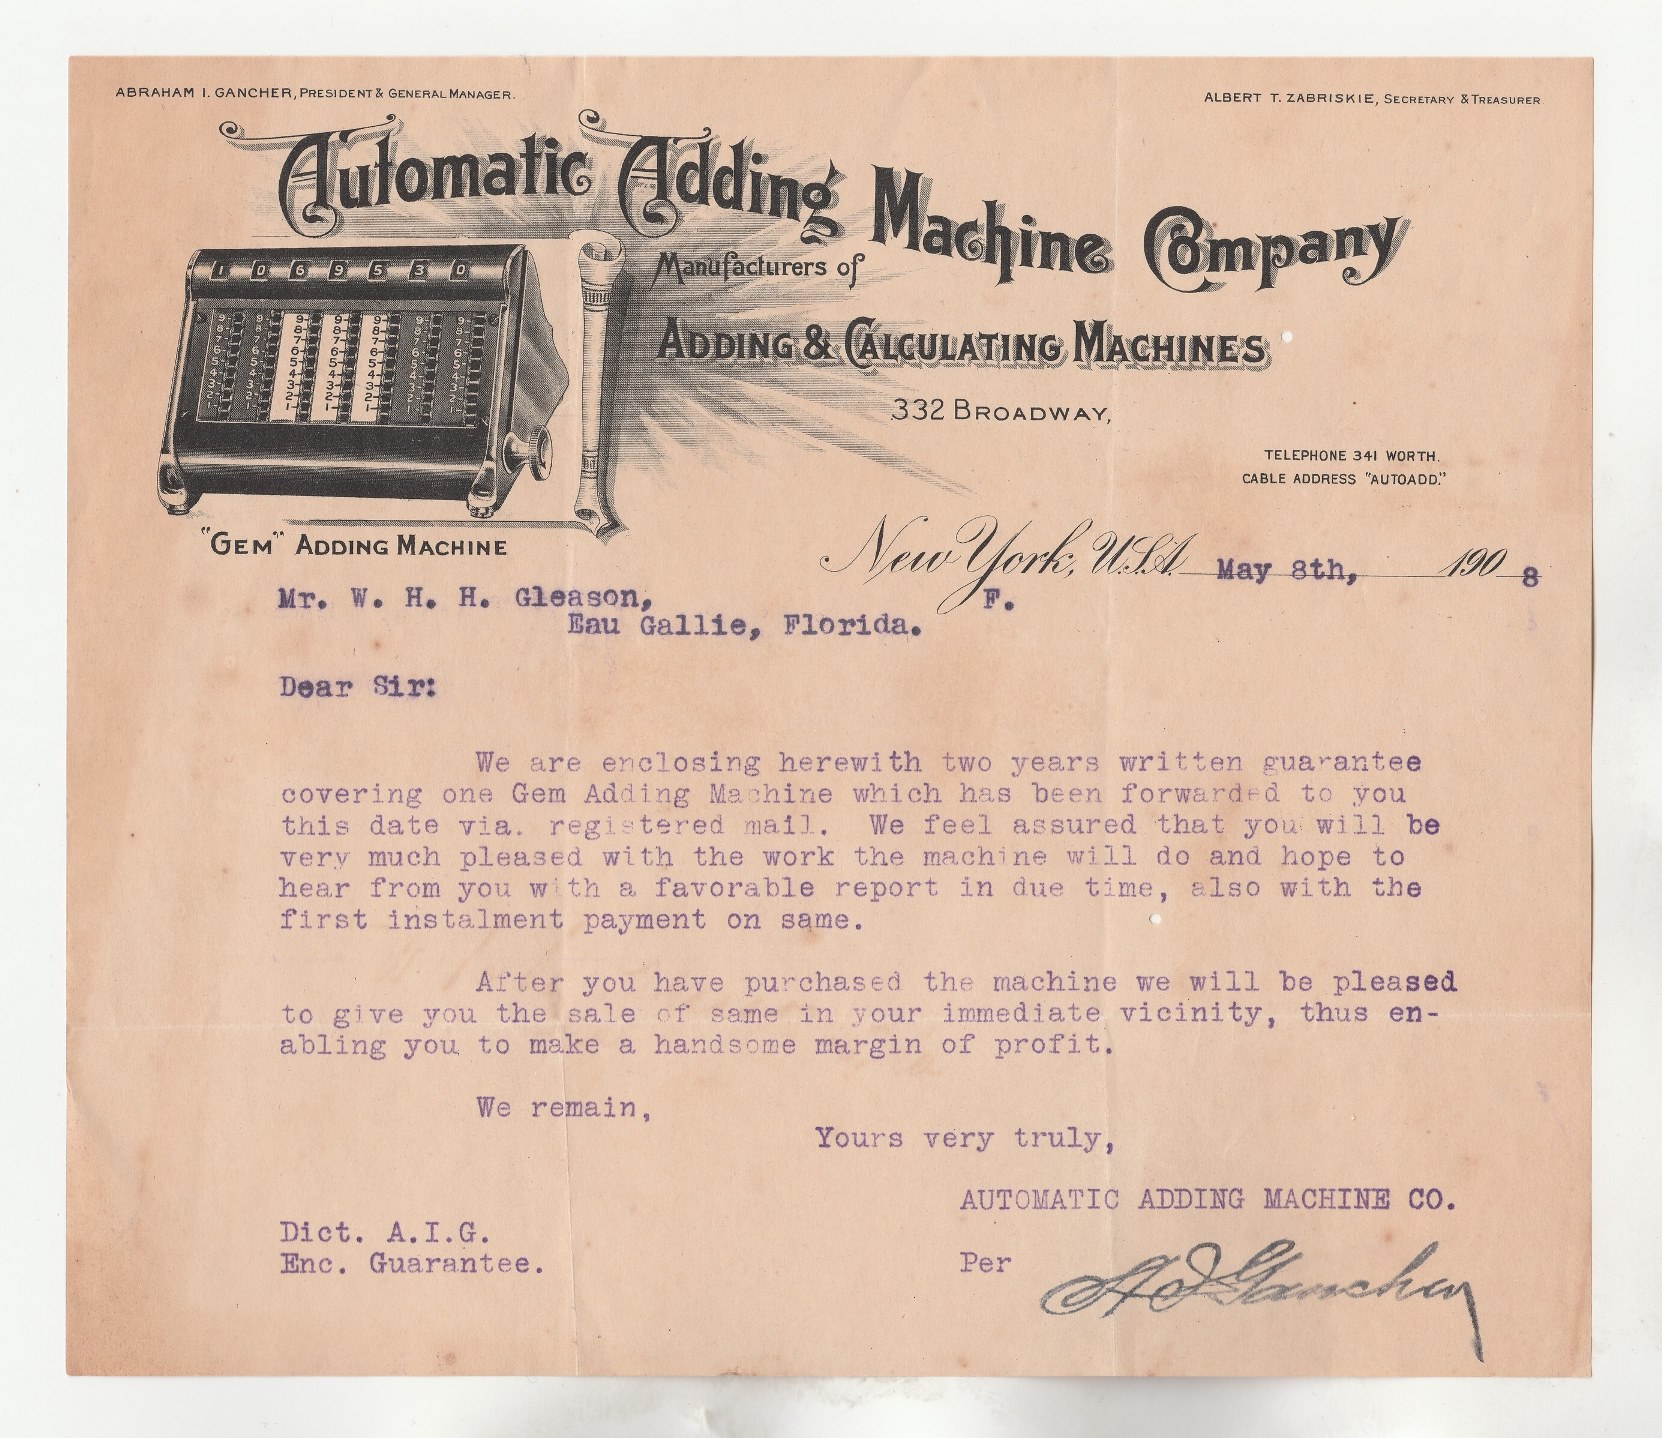 ABRAHAM I. GANCHER, PRESIDENT & GENERAL MANAGER.
ALBERT T. ZABRISKIE, SECRETARY & TREASURER
Automatic Adding Machine Company
Manufacturers of
ADDING & CALCULATING MACHINES
332 BROADWAY,
TELEPHONE 341 WORTH.
CABLE ADDRESS "AUTOADD."
1 0 6 9 5 3 0
"GEM" ADDING MACHINE
New York, U.S.A. May 8th, 190 8
Mr. W. H. H. Gleason, F.
Eau Gallie, Florida.
Dear Sir:
We are enclosing herewith two years written guarantee
covering one Gem Adding Machine which has been forwarded to you
this date via. registered mail. We feel assured that you will be
very much pleased with the work the machine will do and hope to
hear from you with a favorable report in due time, also with the
first instalment payment on same.
After you have purchased the machine we will be pleased
to give you the sale of same in your immediate vicinity, thus en-
abling you to make a handsome margin of profit.
We remain,
Yours very truly,
AUTOMATIC ADDING MACHINE CO.
Dict. A.I.G.
Enc. Guarantee.
Per A I Gancher